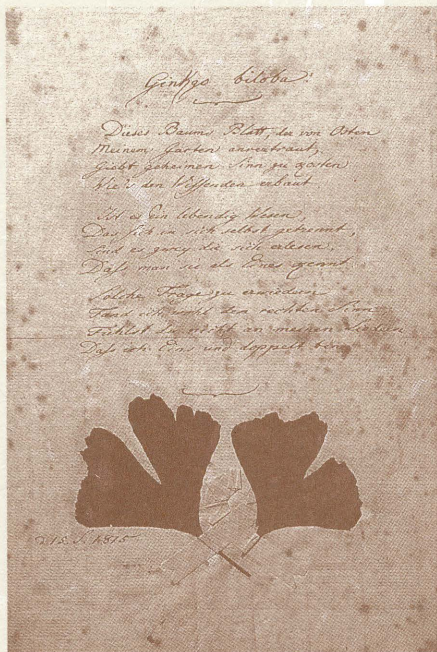 Ginkgo biloba.
Dieses Baums Blatt, der von Osten
Meinem Garten anvertraut,
Giebt geheimen Sinn zu kosten
Wie's den Wissenden erbaut.
Ist es Ein lebendig Wesen,
Das sich in sich selbst getrennt,
Sind es zwey die sich erlesen,
Daſs man sie als Eines kennt.
Solche Frage zu erwiedern
Fand ich wohl den rechten Sinn
Fühlst du nicht an meinen Liedern
Daſs ich Eins und doppelt bin
d. 15. S. 1815